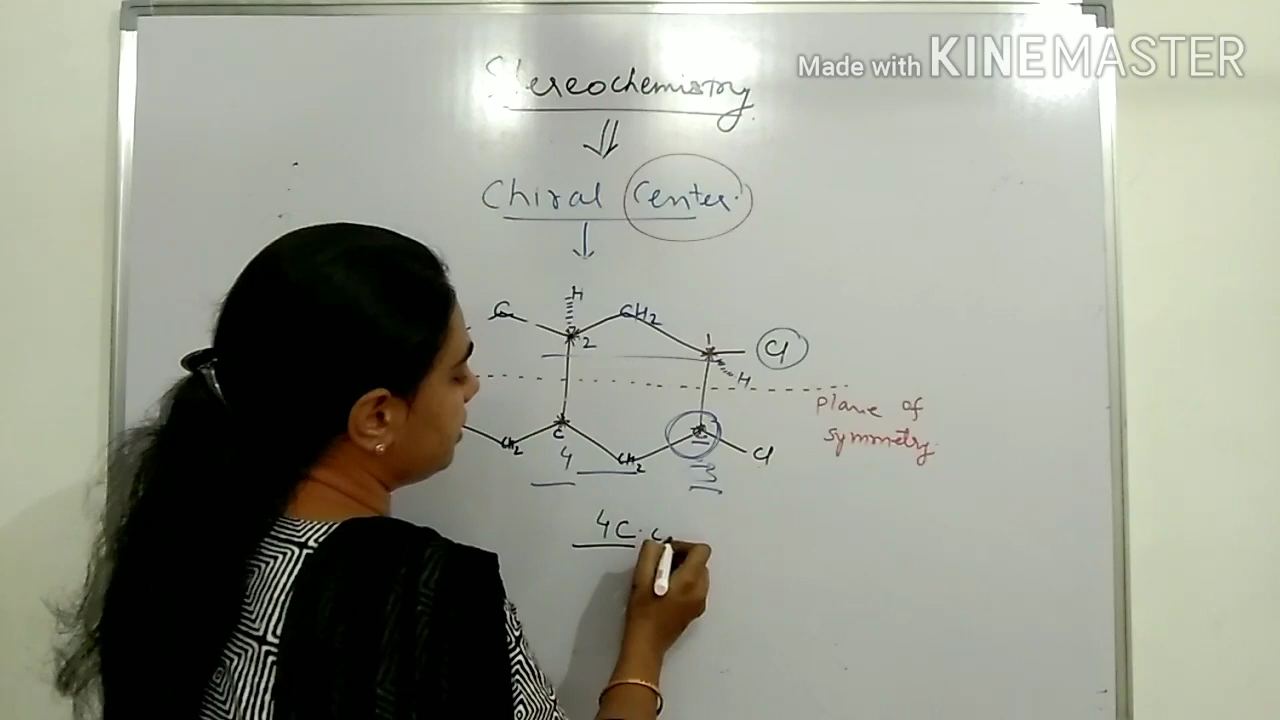 Made with KINEMASTER
Stereochemistry
Chiral Center.
H
CH2
2
1
Cl
H
plane of
symmetry.
CH2
C
4
CH2
C
3
Cl
4C.C